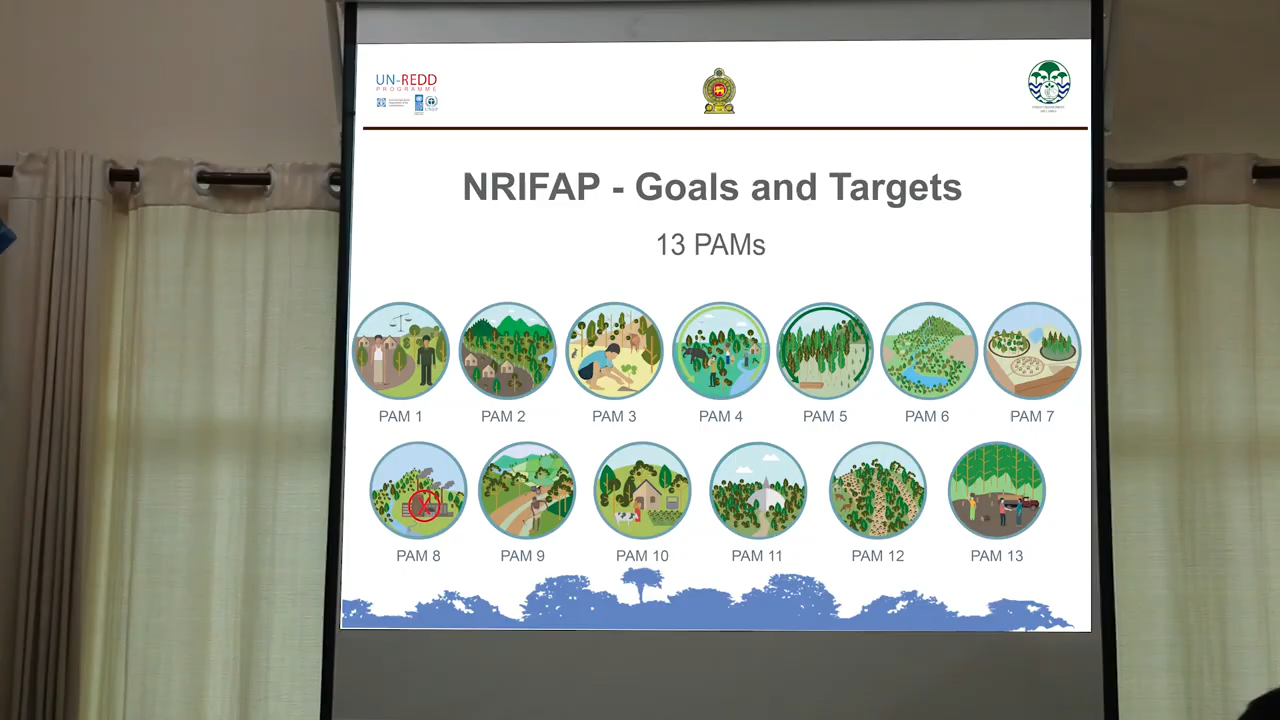 UN-REDD
PROGRAMME
NRIFAP - Goals and Targets
13 PAMs
PAM 1
PAM 2
PAM 3
PAM 4
PAM 5
PAM 6
PAM 7
PAM 8
PAM 9
PAM 10
PAM 11
PAM 12
PAM 13